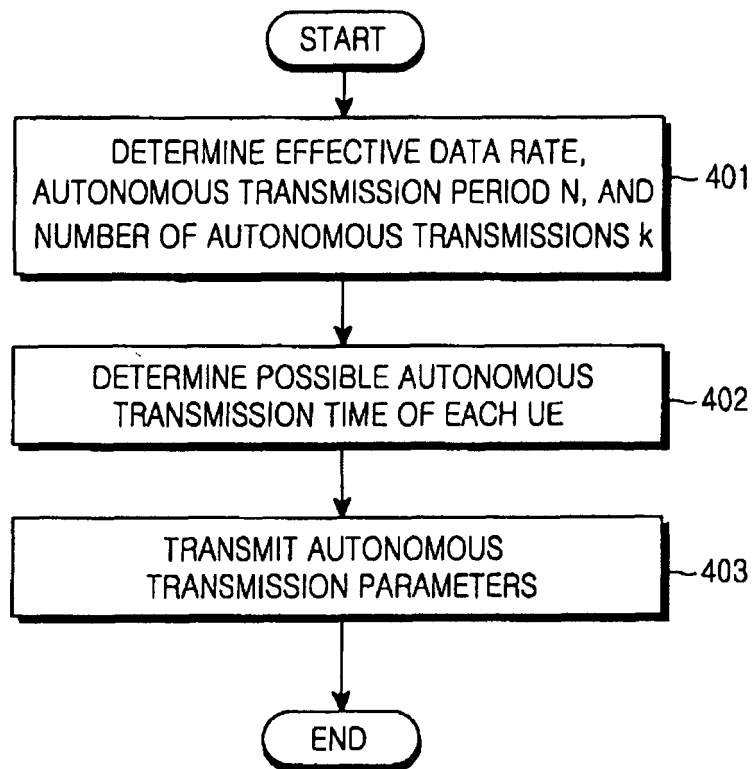 START
DETERMINE EFFECTIVE DATA RATE,
AUTONOMOUS TRANSMISSION PERIOD N, AND
NUMBER OF AUTONOMOUS TRANSMISSIONS k
401
DETERMINE POSSIBLE AUTONOMOUS
TRANSMISSION TIME OF EACH UE
402
TRANSMIT AUTONOMOUS
TRANSMISSION PARAMETERS
403
END